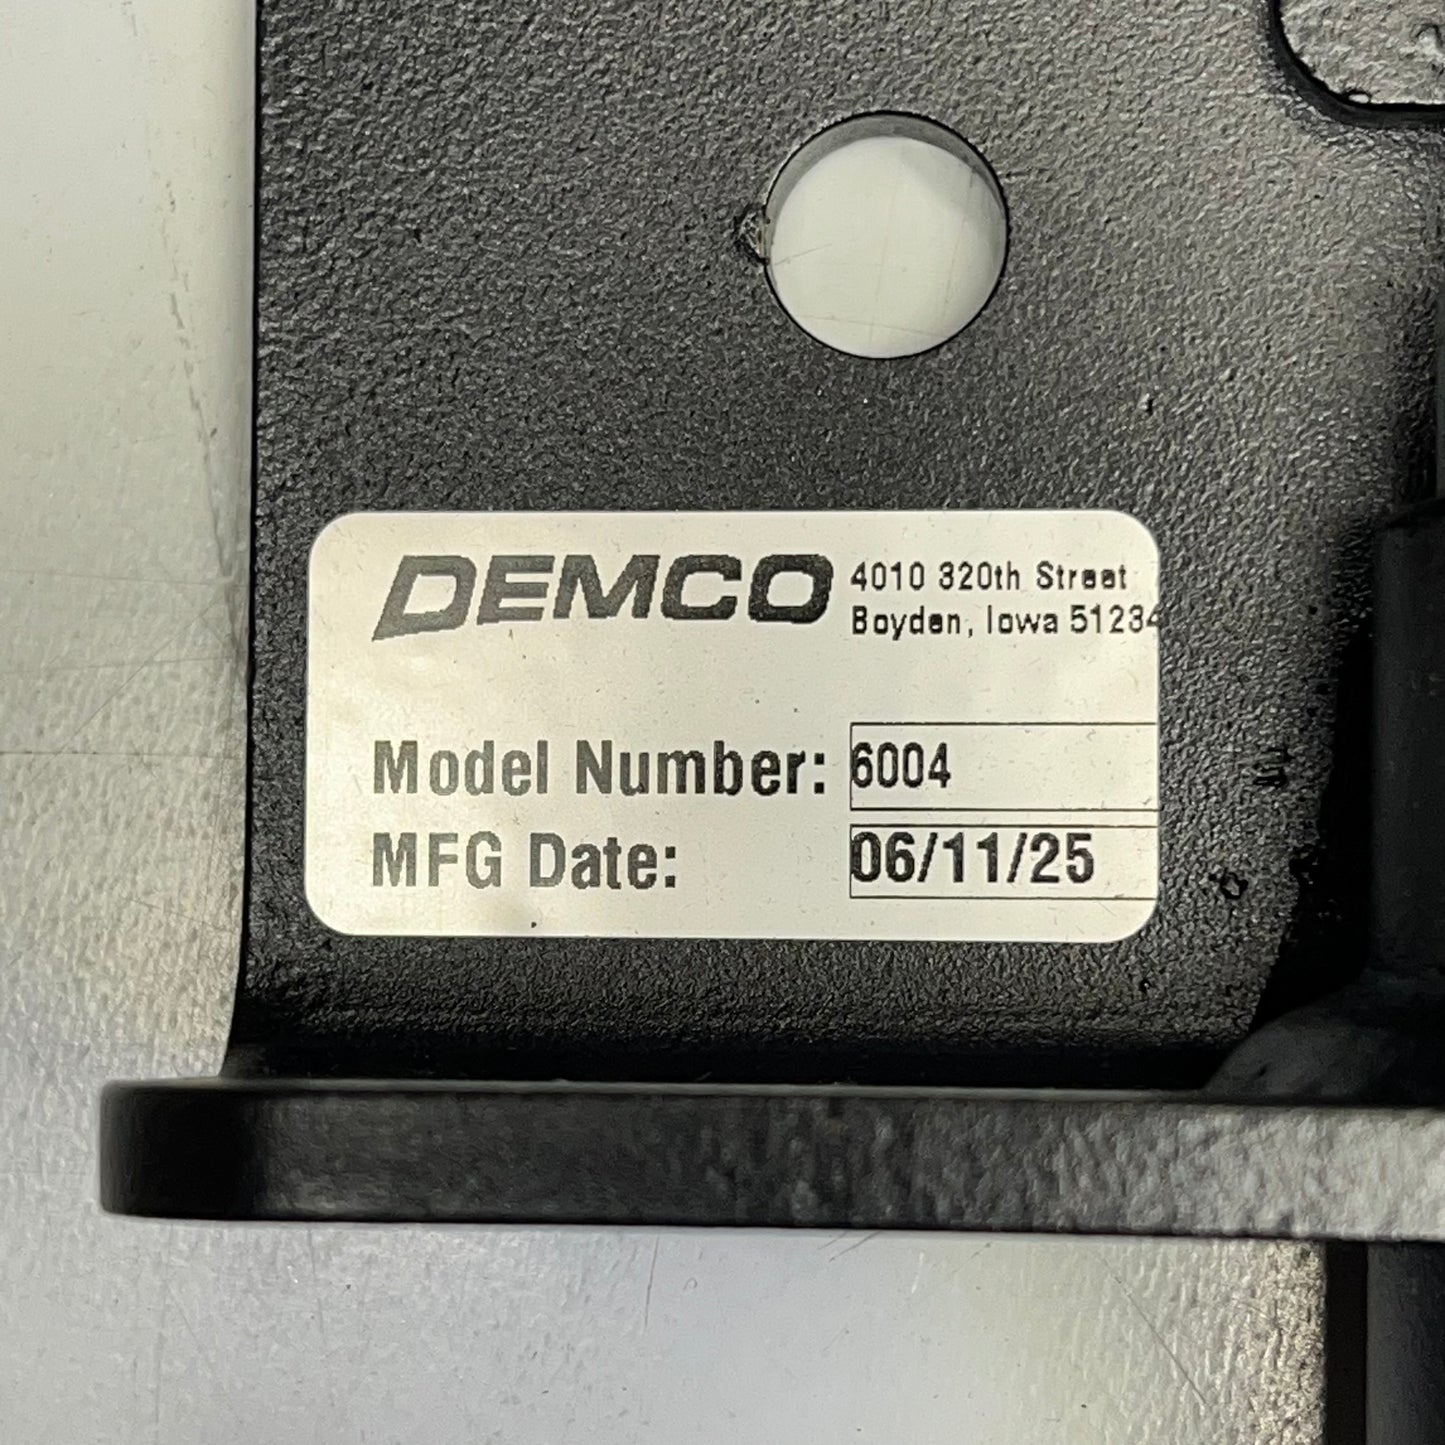 DEMCO 4010 320th Street
Boyden, Iowa 51234
Model Number: 6004
MFG Date: 06/11/25